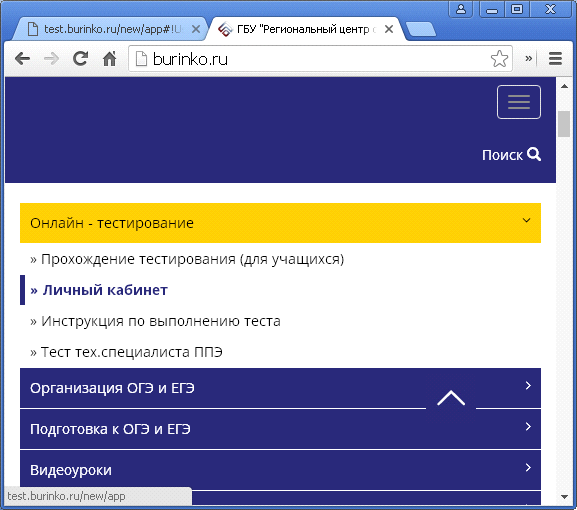 test.burinko.ru/new/app#!U
ГБУ "Региональный центр о
burinko.ru
»
Поиск
Онлайн - тестирование
» Прохождение тестирования (для учащихся)
» Личный кабинет
» Инструкция по выполнению теста
» Тест тех.специалиста ППЭ
Организация ОГЭ и ЕГЭ
Подготовка к ОГЭ и ЕГЭ
Видеоуроки
test.burinko.ru/new/app